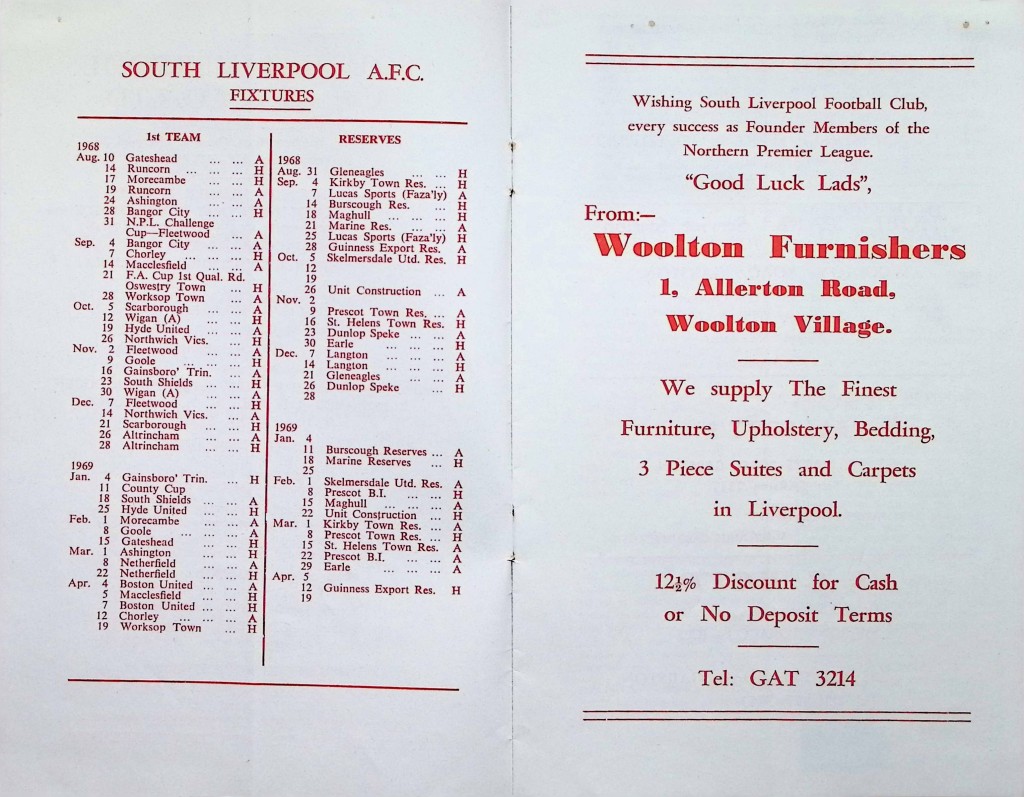 SOUTH LIVERPOOL A.F.C.
FIXTURES
1st TEAM
1968
Aug. 10 Gateshead ... ... A
14 Runcorn ... ... ... H
17 Morecambe ... ... H
19 Runcorn ... ... ... A
24 Ashington ... ... A
28 Bangor City ... ... H
31 N.P.L. Challenge
Cup—Fleetwood ... A
Sep. 4 Bangor City ... ... A
7 Chorley ... ... ... H
14 Macclesfield ... ... A
21 F.A. Cup 1st Qual. Rd.
Oswestry Town ... H
28 Worksop Town ... A
Oct. 5 Scarborough ... ... A
12 Wigan (A) ... ... H
19 Hyde United ... ... A
26 Northwich Vics. ... H
Nov. 2 Fleetwood ... ... A
9 Goole ... ... ... H
16 Gainsboro' Trin. ... A
23 South Shields ... ... H
30 Wigan (A) ... ... A
Dec. 7 Fleetwood ... ... H
14 Northwich Vics. ... A
21 Scarborough ... ... H
26 Altrincham ... ... A
28 Altrincham ... ... H
1969
Jan. 4 Gainsboro' Trin. ... H
11 County Cup
18 South Shields ... ... A
25 Hyde United ... ... H
Feb. 1 Morecambe ... ... A
8 Goole ... ... ... A
15 Gateshead ... ... H
Mar. 1 Ashington ... ... H
8 Netherfield ... ... A
22 Netherfield ... ... H
Apr. 4 Boston United ... ... A
5 Macclesfield ... ... H
7 Boston United ... ... H
12 Chorley ... ... ... A
19 Worksop Town ... H
RESERVES
1968
Aug. 31 Gleneagles ... ... H
Sep. 4 Kirkby Town Res. ... H
7 Lucas Sports (Faza'ly) A
14 Burscough Res. ... H
18 Maghull ... ... ... H
21 Marine Res. ... ... A
25 Lucas Sports (Faza'ly) H
28 Guinness Export Res. A
Oct. 5 Skelmersdale Utd. Res. H
12
19
26 Unit Construction ... A
Nov. 2
9 Prescot Town Res. ... A
16 St. Helens Town Res. H
23 Dunlop Speke ... ... A
30 Earle ... ... ... H
Dec. 7 Langton ... ... ... A
14 Langton ... ... ... H
21 Gleneagles ... ... A
26 Dunlop Speke ... H
28
1969
Jan. 4
11 Burscough Reserves ... A
18 Marine Reserves ... H
25
Feb. 1 Skelmersdale Utd. Res. A
8 Prescot B.I. ... ... H
15 Maghull ... ... ... A
22 Unit Construction ... H
Mar. 1 Kirkby Town Res. ... A
8 Prescot Town Res. ... H
15 St. Helens Town Res. A
22 Prescot B.I. ... ... A
29 Earle ... ... ... A
Apr. 5
12 Guinness Export Res. H
19
Wishing South Liverpool Football Club,
every success as Founder Members of the
Northern Premier League.
"Good Luck Lads",
From:—
Woolton Furnishers
1, Allerton Road,
Woolton Village.
We supply The Finest
Furniture, Upholstery, Bedding,
3 Piece Suites and Carpets
in Liverpool.
12½% Discount for Cash
or No Deposit Terms
Tel: GAT 3214